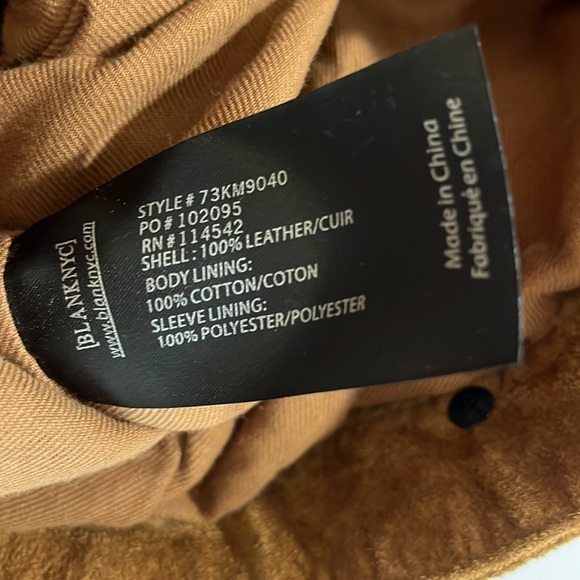 [BLANKNYC]
www.blanknyc.com
STYLE# 73KM9040
PO# 102095
RN# 114542
SHELL: 100% LEATHER/CUIR
BODY LINING:
100% COTTON/COTON
SLEEVE LINING:
100% POLYESTER/POLYESTER
Made in China
Fabriqué en Chine